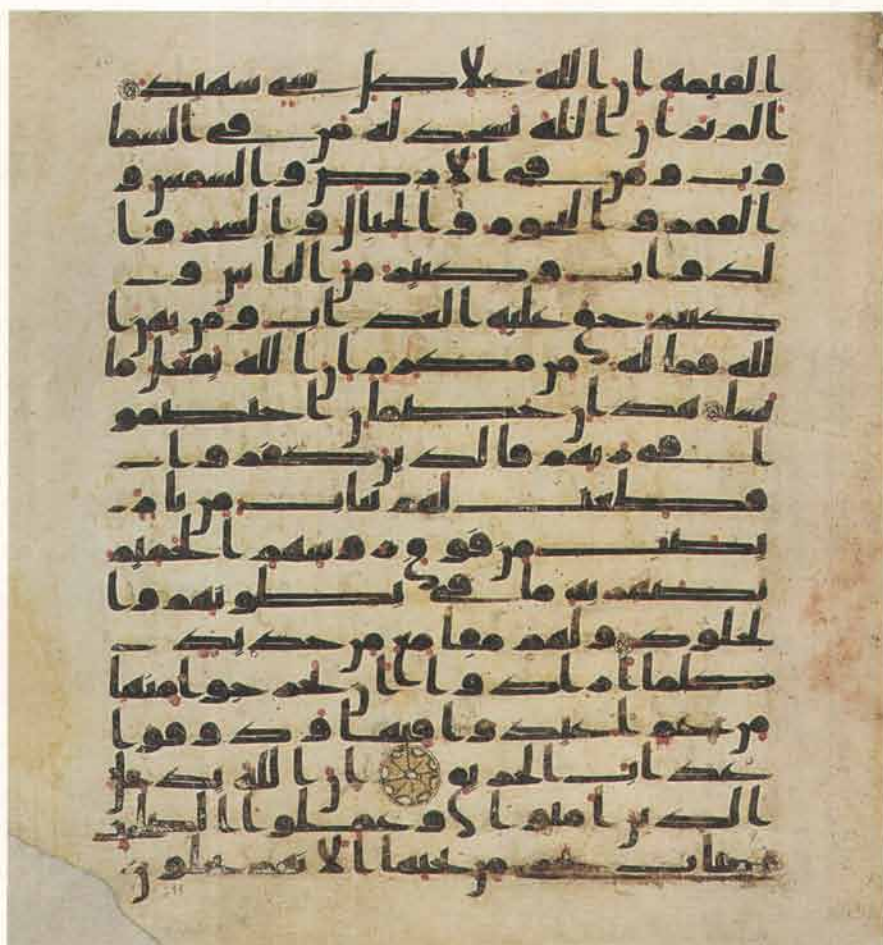 القيمة ان الله على كل شى شهيد
الم تر ان الله يسجد له من فى السما
وت ومن فى الارض والشمس و
القمر والنجوم والجبال والشجر وا
لدواب وكثير من الناس و
كثير حق عليه العذاب ومن يهن ا
لله فما له من مكرم ان الله يفعل ما
يشا هذان خصمان اختصمو
ا فى ربهم فالذين كفروا
قطعت لهم ثياب من نار
يصب من فوق روسهم الحميم
يصهر به ما فى بطونهم وا
لجلود ولهم مقامع من حديد
كلما ارادوا ان يخرجوا منها
من غم اعيدوا فيها وذوقوا
عذاب الحريق ان الله يدخل
الذين امنوا وعملوا الصلحت
جنات تجرى من تحتها الانهر يحلون